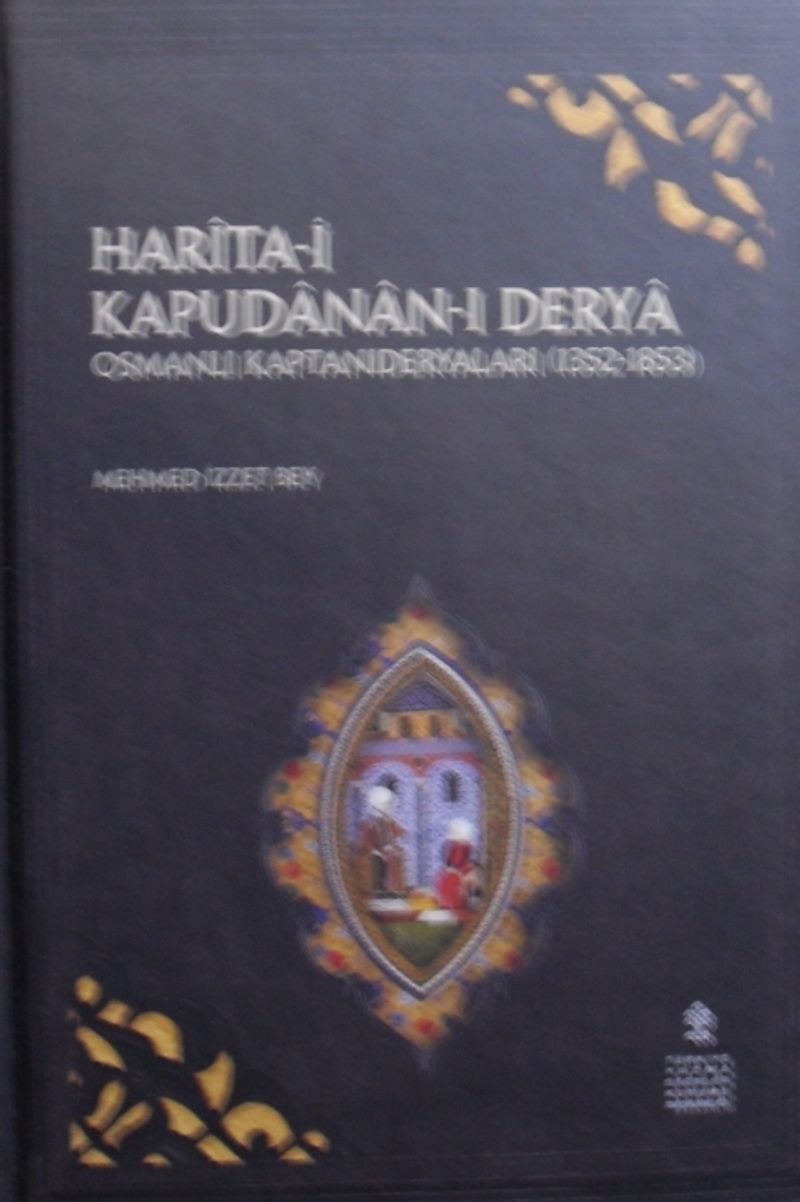 HARÎTA-İ
KAPUDÂNÂN-I DERYÂ
OSMANLI KAPTANIDERYALARI (1352-1853)
MEHMED İZZET BEY